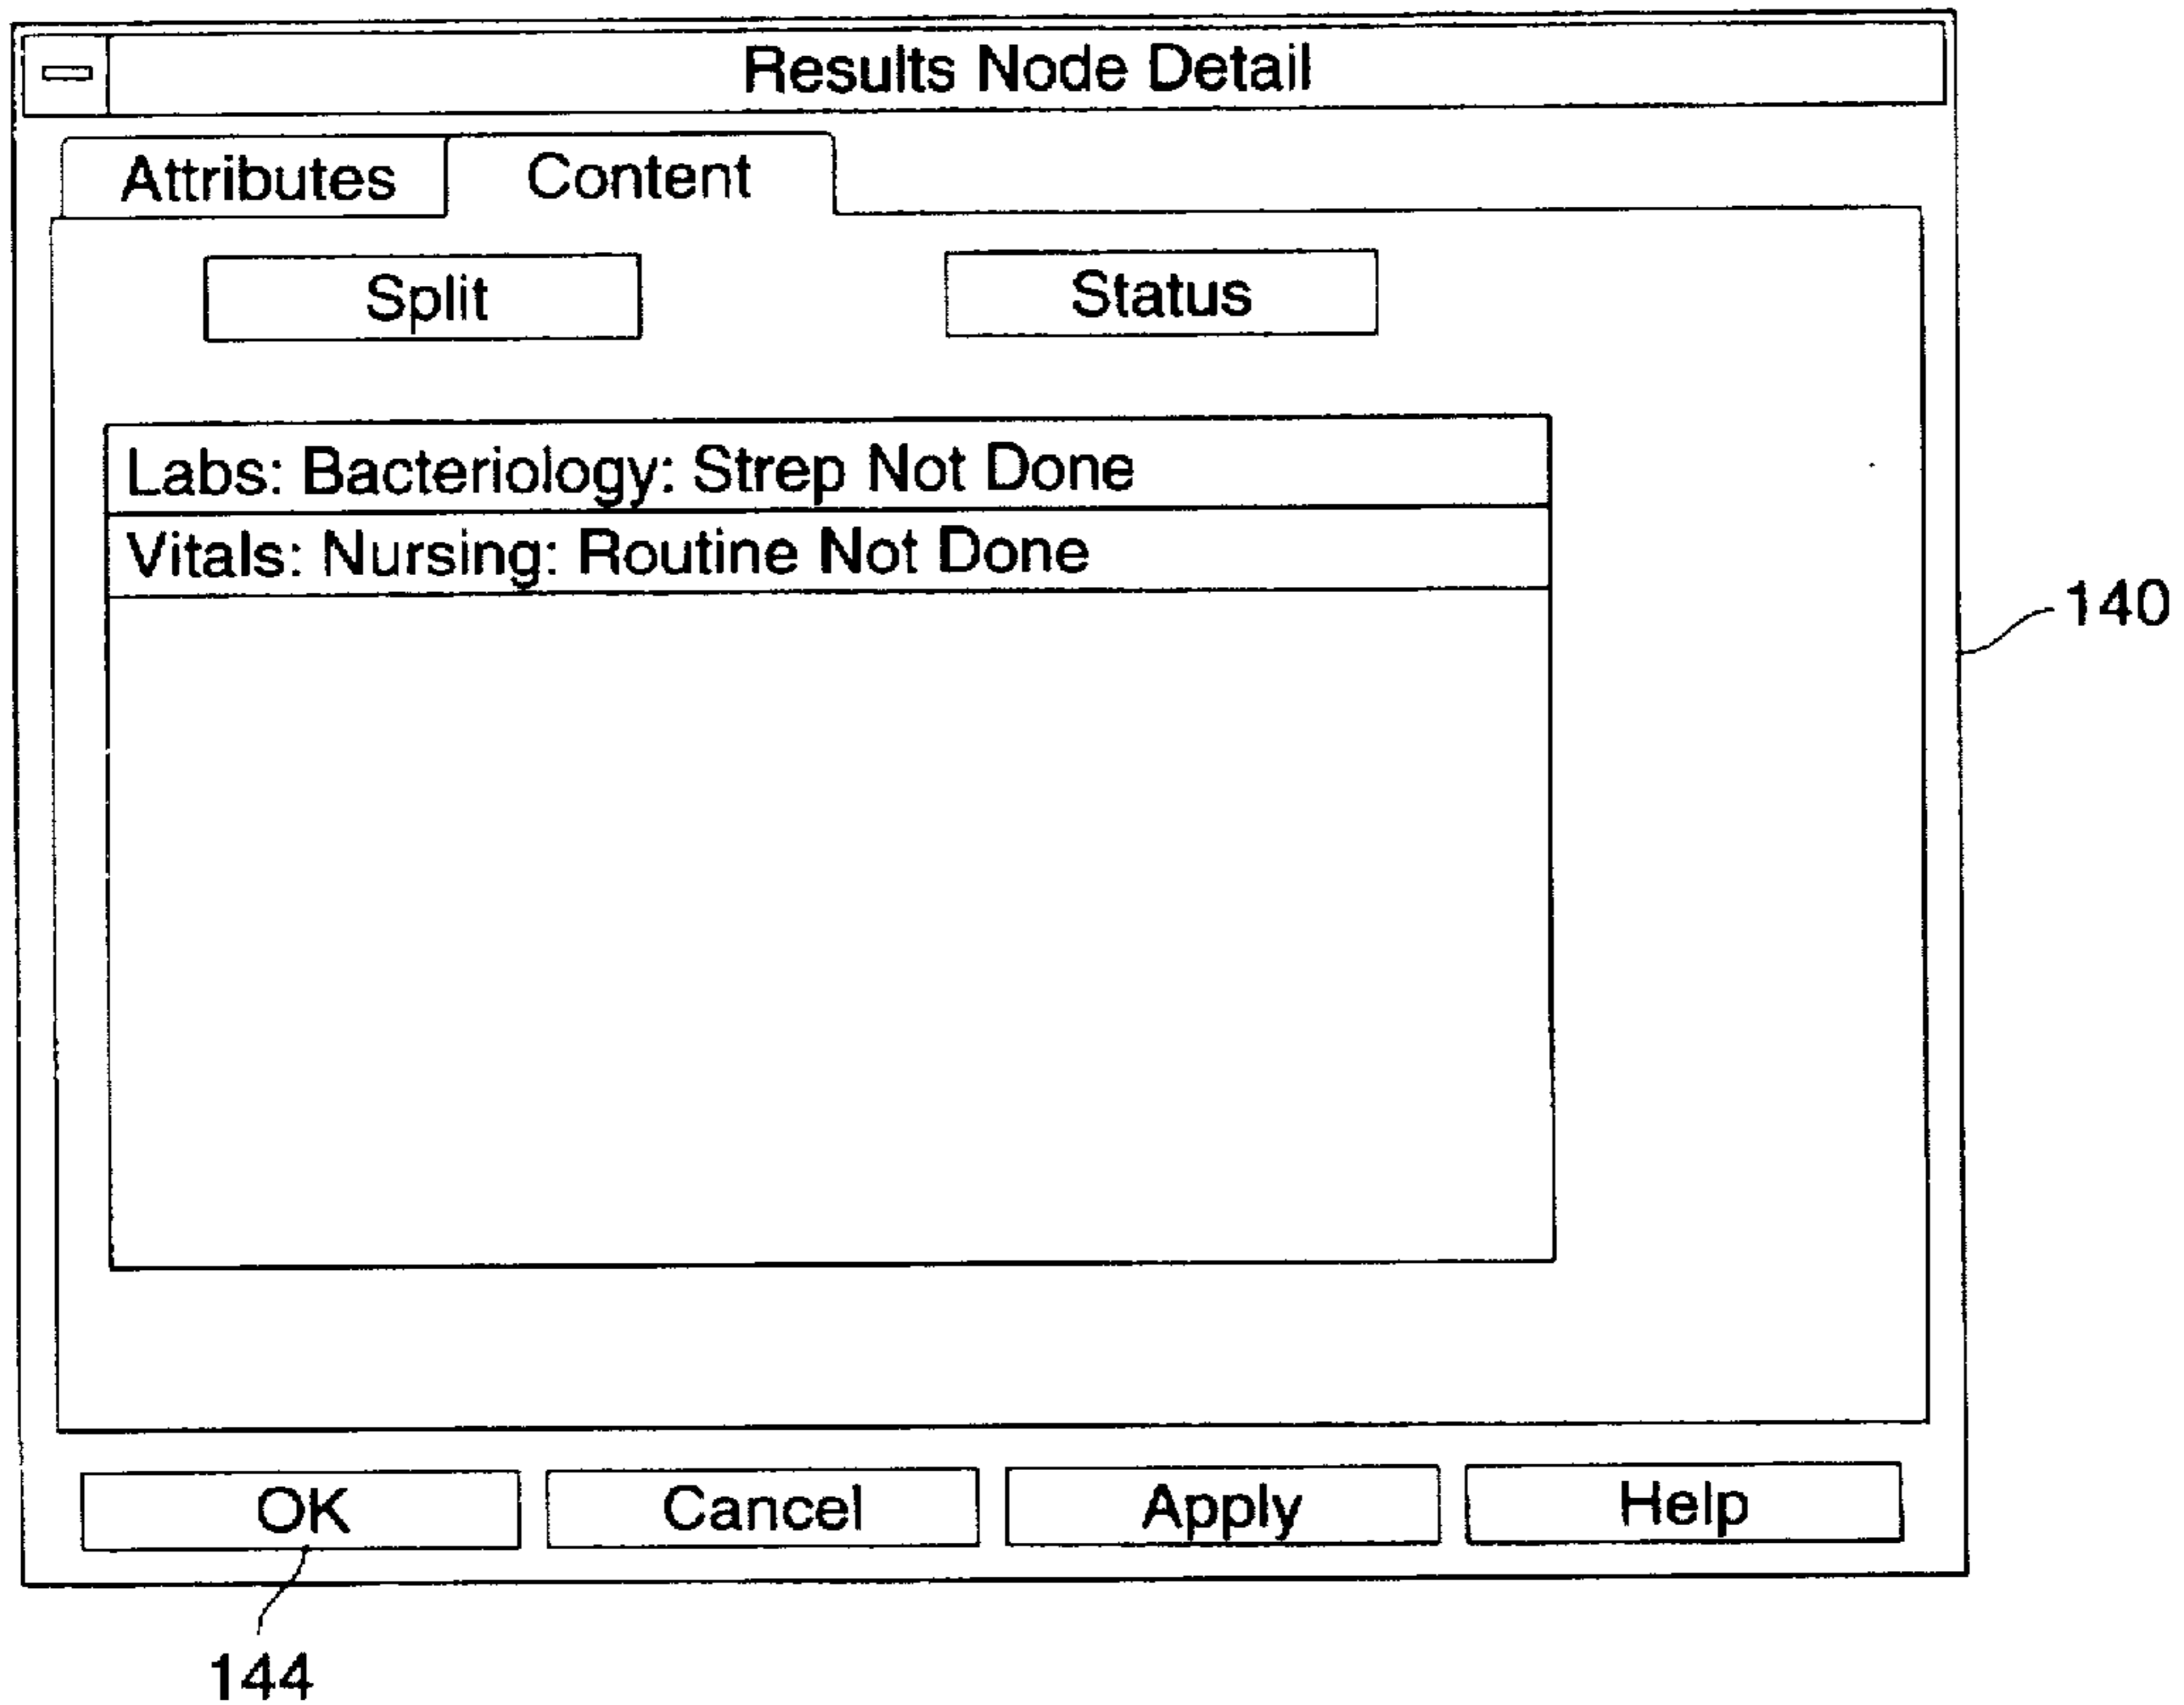 Results Node Detail
Attributes Content
Split Status
Labs: Bacteriology: Strep Not Done
Vitals: Nursing: Routine Not Done
140
OK Cancel Apply Help
144